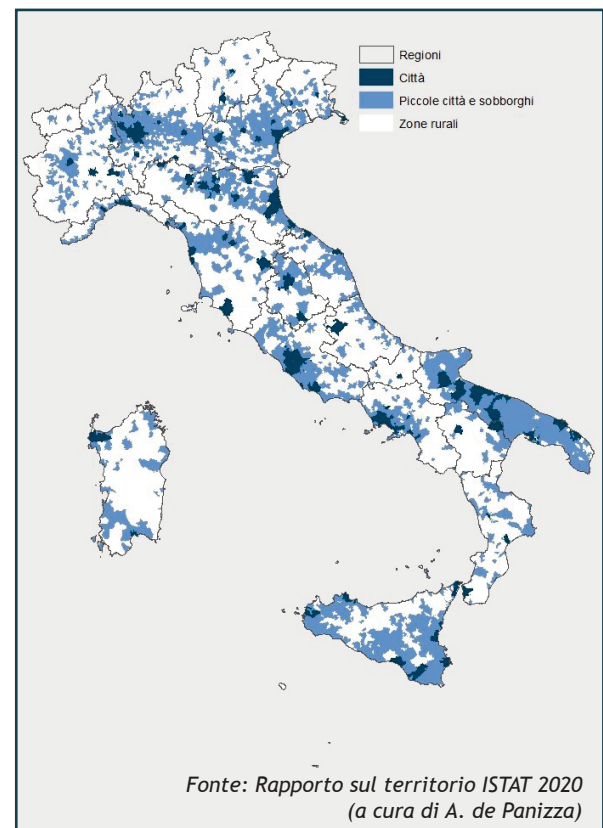 Regioni
Città
Piccole città e sobborghi
Zone rurali
Fonte: Rapporto sul territorio ISTAT 2020
(a cura di A. de Panizza)